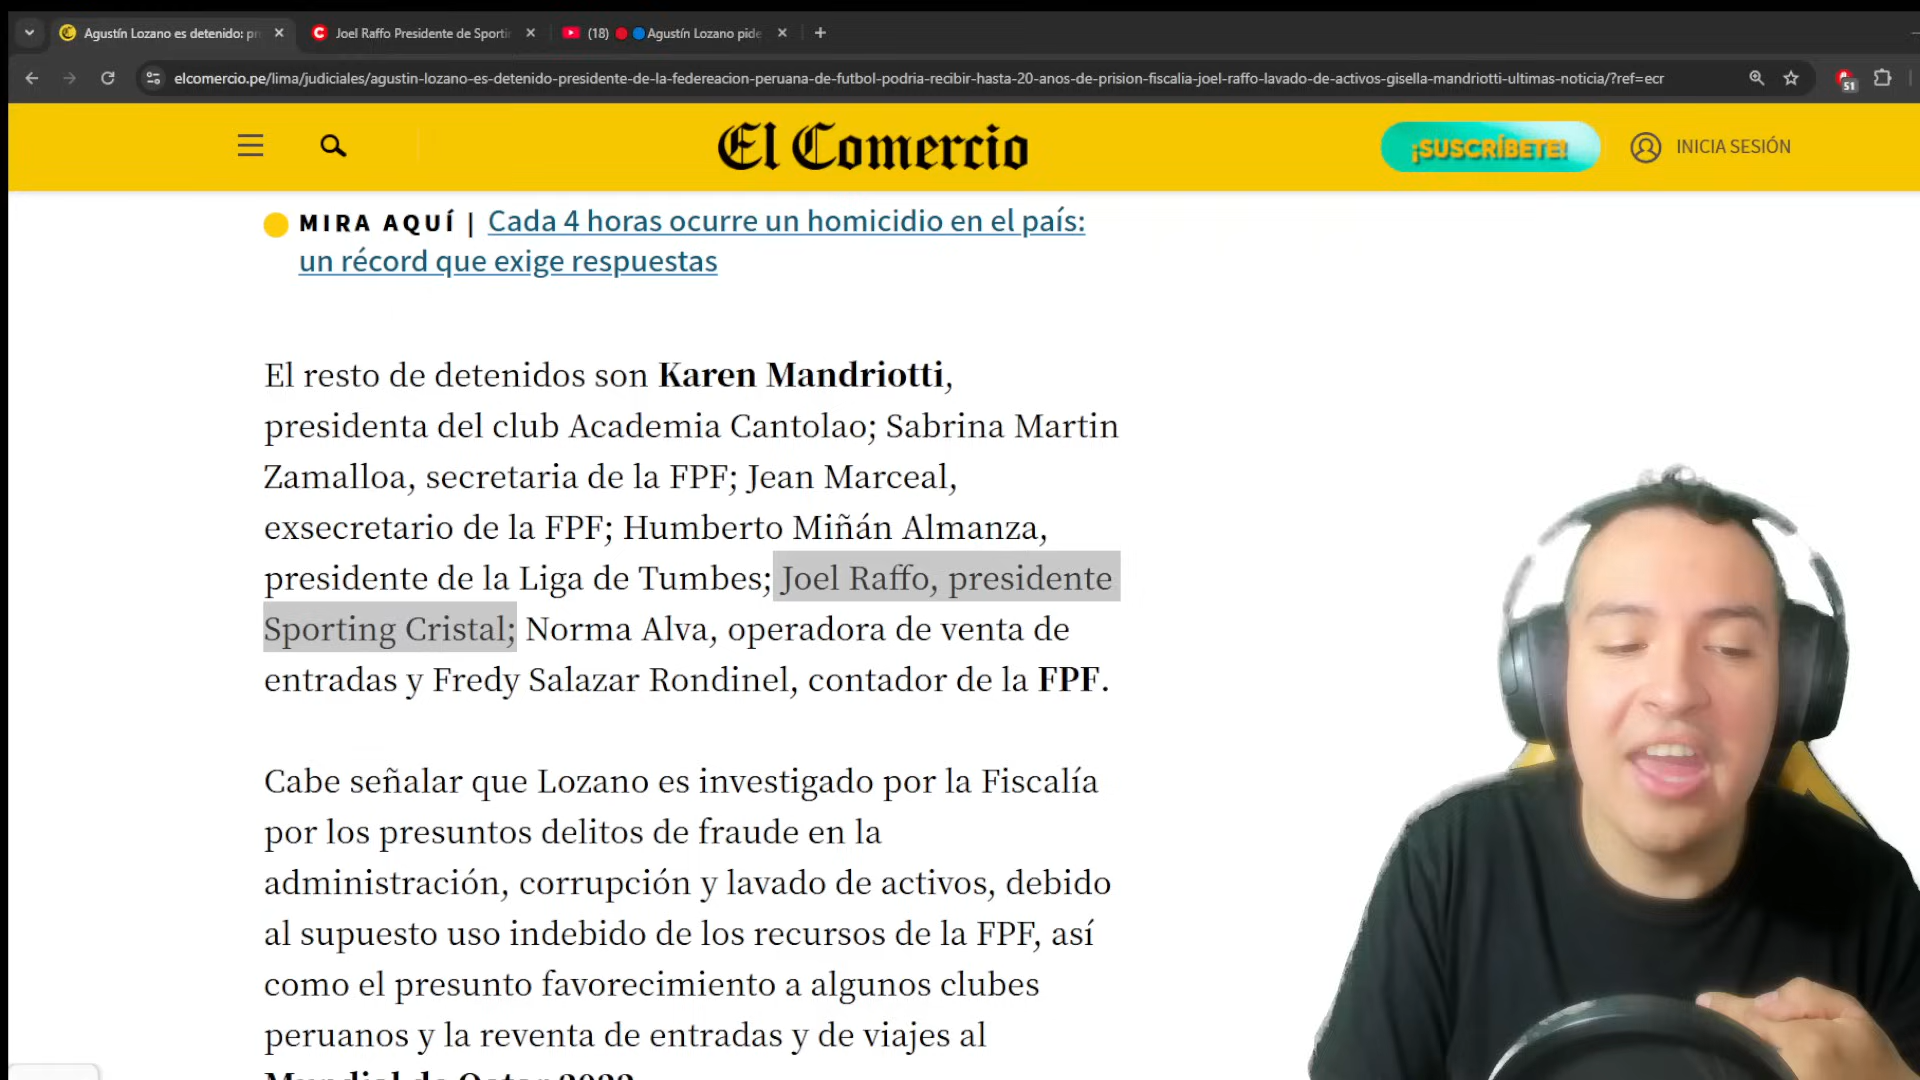 Agustín Lozano es detenido: pr
Joel Raffo Presidente de Sporti
(18) Agustín Lozano pide
elcomercio.pe/lima/judiciales/agustin-lozano-es-detenido-presidente-de-la-federeacion-peruana-de-futbol-podria-recibir-hasta-20-anos-de-prision-fiscalia-joel-raffo-lavado-de-activos-gisella-mandriotti-ultimas-noticia/?ref=ecr
51
El Comercio
¡SUSCRÍBETE!
INICIA SESIÓN
MIRA AQUÍ | Cada 4 horas ocurre un homicidio en el país:
un récord que exige respuestas
El resto de detenidos son Karen Mandriotti,
presidenta del club Academia Cantolao; Sabrina Martin
Zamalloa, secretaria de la FPF; Jean Marceal,
exsecretario de la FPF; Humberto Miñán Almanza,
presidente de la Liga de Tumbes; Joel Raffo, presidente
Sporting Cristal; Norma Alva, operadora de venta de
entradas y Fredy Salazar Rondinel, contador de la FPF.
Cabe señalar que Lozano es investigado por la Fiscalía
por los presuntos delitos de fraude en la
administración, corrupción y lavado de activos, debido
al supuesto uso indebido de los recursos de la FPF, así
como el presunto favorecimiento a algunos clubes
peruanos y la reventa de entradas y de viajes al
Mundial de Qatar 2022